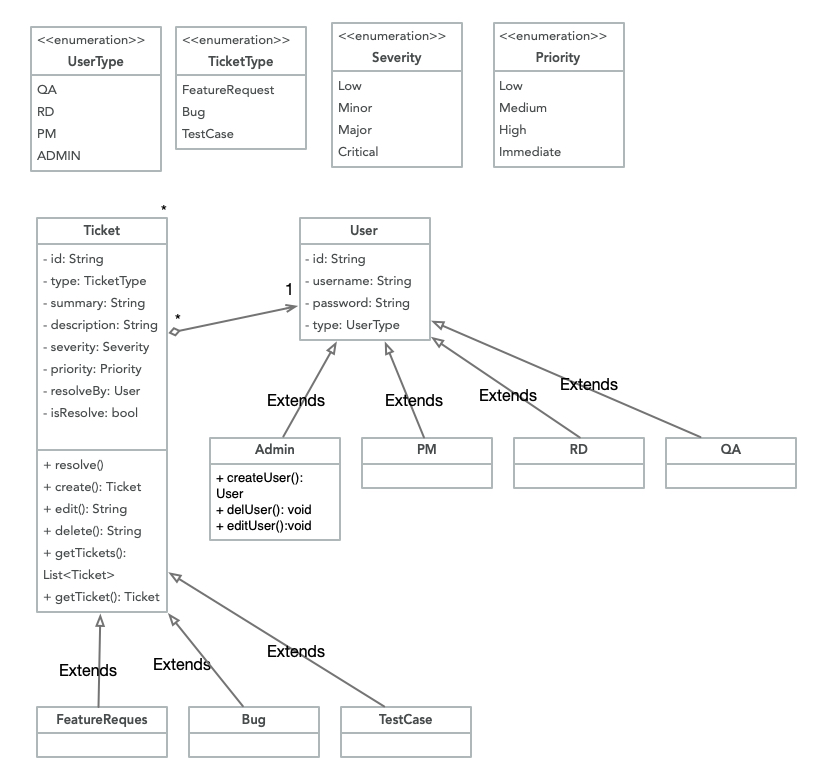 <<enumeration>>
UserType
QA
RD
PM
ADMIN
<<enumeration>>
TicketType
FeatureRequest
Bug
TestCase
<<enumeration>>
Severity
Low
Minor
Major
Critical
<<enumeration>>
Priority
Low
Medium
High
Immediate
*
Ticket
- id: String
- type: TicketType
- summary: String
- description: String
- severity: Severity
- priority: Priority
- resolveBy: User
- isResolve: bool
+ resolve()
+ create(): Ticket
+ edit(): String
+ delete(): String
+ getTickets():
List<Ticket>
+ getTicket(): Ticket
*
1
User
- id: String
- username: String
- password: String
- type: UserType
Extends
Extends
Extends
Extends
Admin
+ createUser():
User
+ delUser(): void
+ editUser():void
PM
RD
QA
Extends
Extends
Extends
FeatureReques
Bug
TestCase